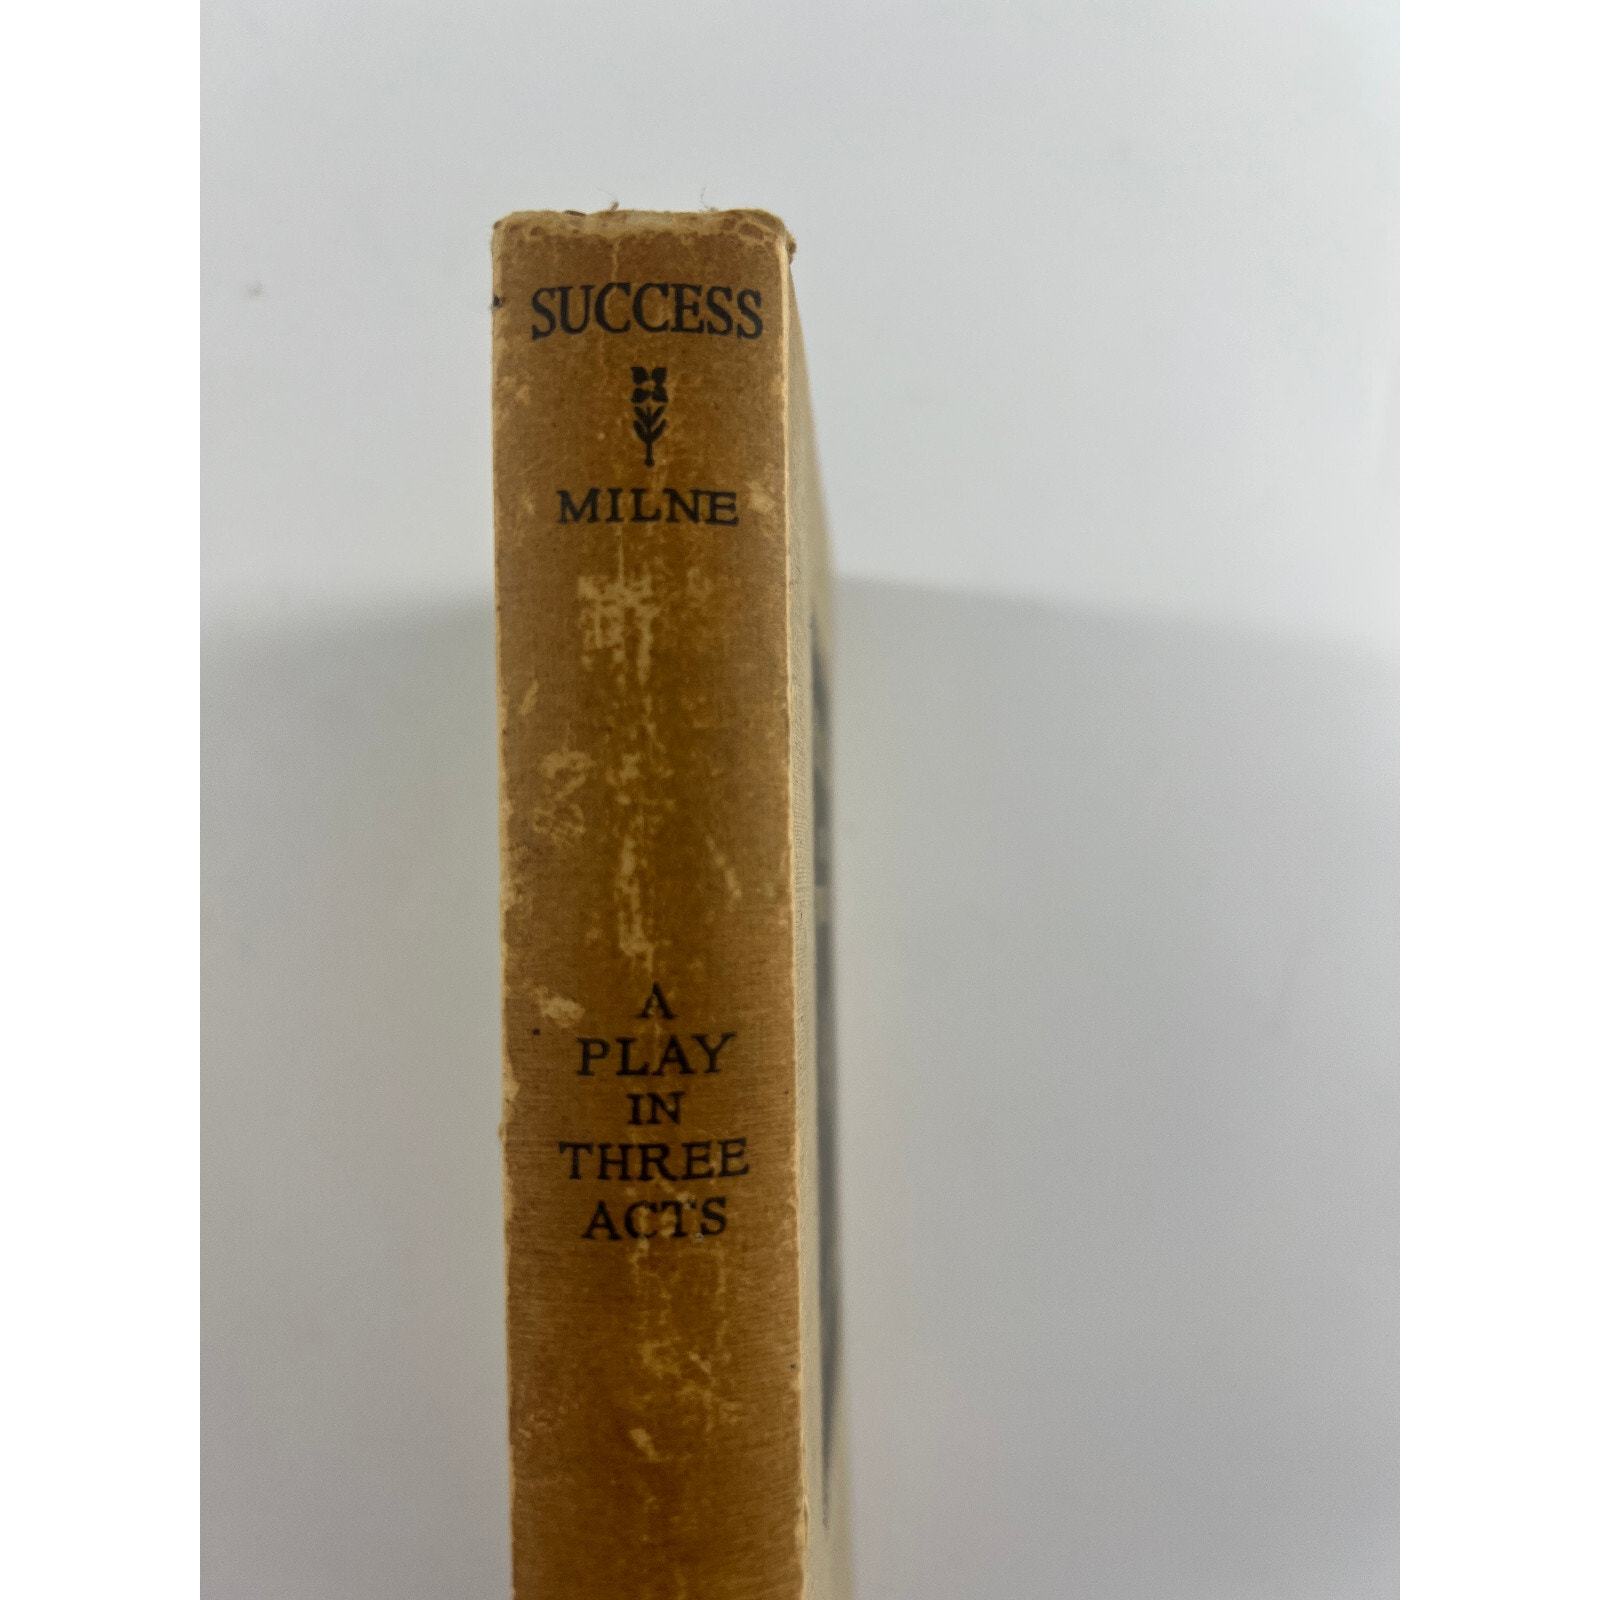 SUCCESS
MILNE
A
PLAY
IN
THREE
ACTS